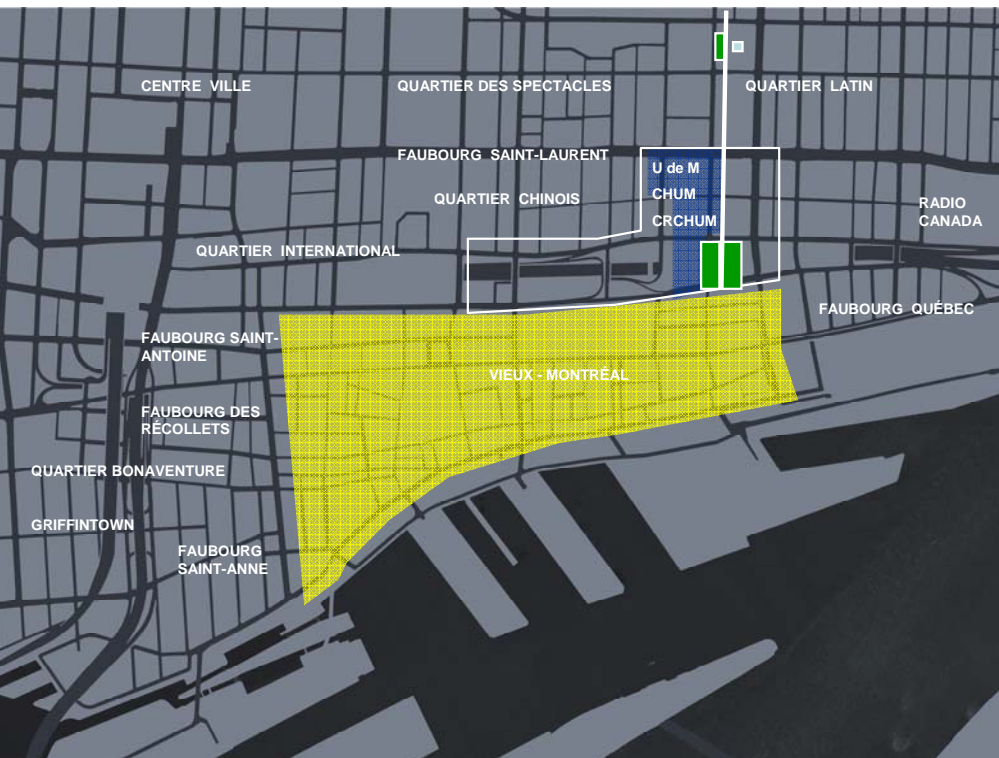 CENTRE VILLE
QUARTIER DES SPECTACLES
QUARTIER LATIN
FAUBOURG SAINT-LAURENT
U de M
CHUM
CRCHUM
QUARTIER CHINOIS
RADIO
CANADA
QUARTIER INTERNATIONAL
FAUBOURG QUÉBEC
FAUBOURG SAINT-
ANTOINE
VIEUX - MONTRÉAL
FAUBOURG DES
RÉCOLLETS
QUARTIER BONAVENTURE
GRIFFINTOWN
FAUBOURG
SAINT-ANNE